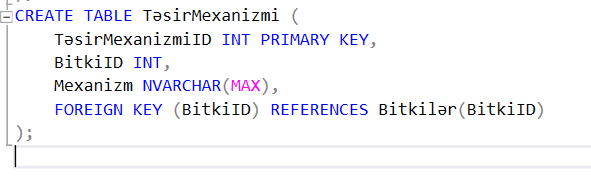 CREATE TABLE TəsirMexanizmi (
TəsirMexanizmiID INT PRIMARY KEY,
BitkiID INT,
Mexanizm NVARCHAR(MAX),
FOREIGN KEY (BitkiID) REFERENCES Bitkilər(BitkiID)
);